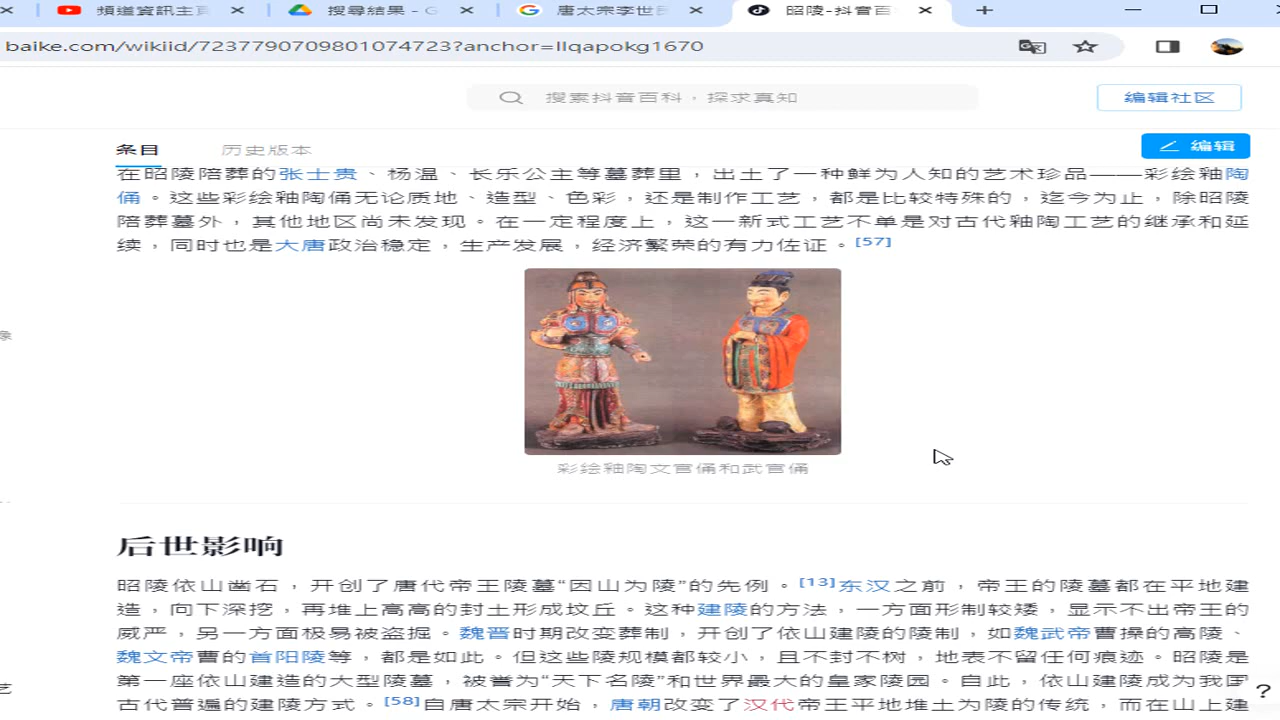 頻道資訊主頁
搜尋結果 - G
唐太宗李世民
昭陵-抖音百
baike.com/wikiid/7237790709801074723?anchor=llqapokg1670
搜索抖音百科，探求真知
编辑社区
条目
历史版本
编辑
在昭陵陪葬的张士贵、杨温、长乐公主等墓葬里，出土了一种鲜为人知的艺术珍品——彩绘釉陶
俑。这些彩绘釉陶俑无论质地、造型、色彩，还是制作工艺，都是比较特殊的，迄今为止，除昭陵
陪葬墓外，其他地区尚未发现。在一定程度上，这一新式工艺不单是对古代釉陶工艺的继承和延
续，同时也是大唐政治稳定，生产发展，经济繁荣的有力佐证。[57]
像
彩绘釉陶文官俑和武官俑
后世影响
昭陵依山凿石，开创了唐代帝王陵墓“因山为陵”的先例。[13]东汉之前，帝王的陵墓都在平地建
造，向下深挖，再堆上高高的封土形成坟丘。这种建陵的方法，一方面形制较矮，显示不出帝王的
威严，另一方面极易被盗掘。魏晋时期改变葬制，开创了依山建陵的陵制，如魏武帝曹操的高陵、
魏文帝曹的首阳陵等，都是如此。但这些陵规模都较小，且不封不树，地表不留任何痕迹。昭陵是
第一座依山建造的大型陵墓，被誉为“天下名陵”和世界最大的皇家陵园。自此，依山建陵成为我国
艺
?
古代普遍的建陵方式。[58]自唐太宗开始，唐朝改变了汉代帝王平地堆土为陵的传统，而在山上建